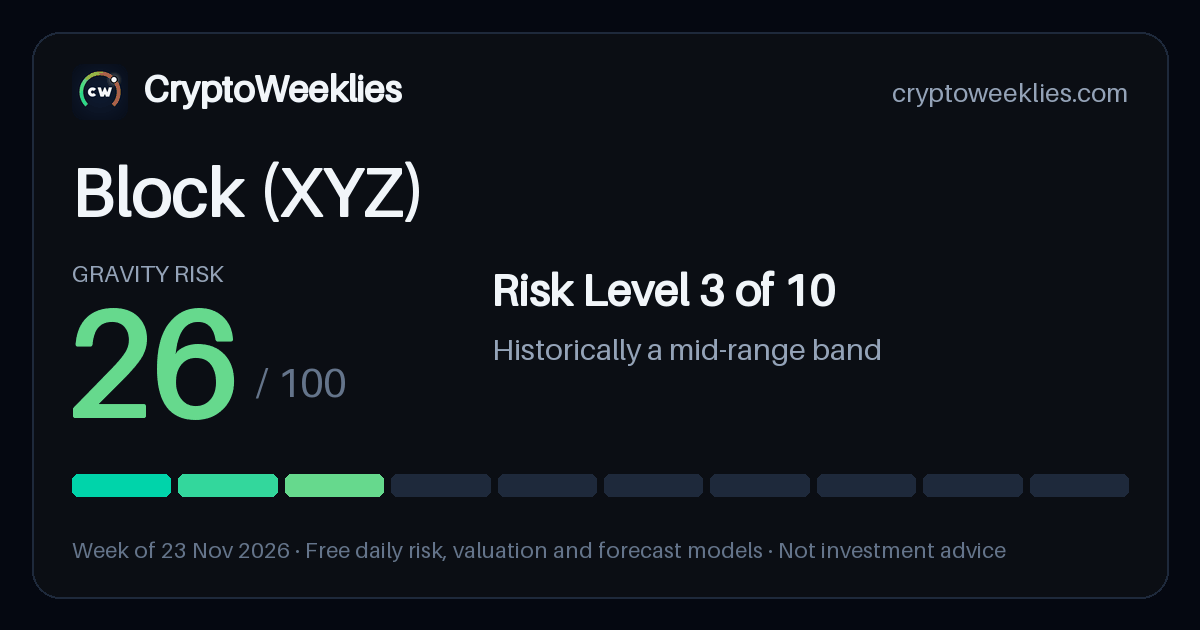 CW CryptoWeeklies
cryptoweeklies.com
Block (XYZ)
GRAVITY RISK
26 / 100
Risk Level 3 of 10
Historically a mid-range band
Week of 23 Nov 2026 · Free daily risk, valuation and forecast models · Not investment advice